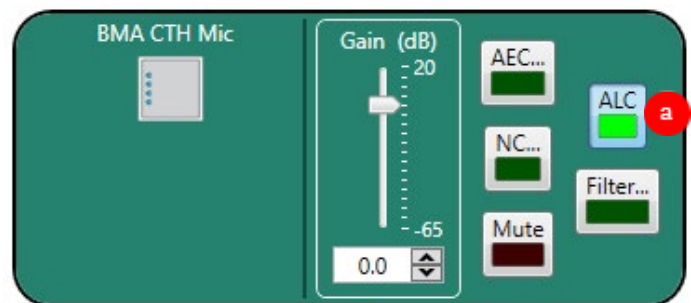 BMA CTH Mic
Gain (dB)
20
-65
0.0
AEC...
NC...
Mute
ALC
a
Filter...